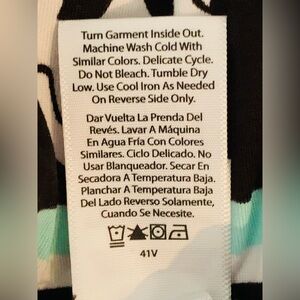 Turn Garment Inside Out.
Machine Wash Cold With
Similar Colors. Delicate Cycle.
Do Not Bleach. Tumble Dry
Low. Use Cool Iron As Needed
On Reverse Side Only.
Dar Vuelta La Prenda Del
Revés. Lavar A Máquina
En Agua Fría Con Colores
Similares. Ciclo Delicado. No
Usar Blanqueador. Secar En
Secadora A Temperatura Baja.
Planchar A Temperatura Baja
Del Lado Reverso Solamente,
Cuando Se Necesite.
41V